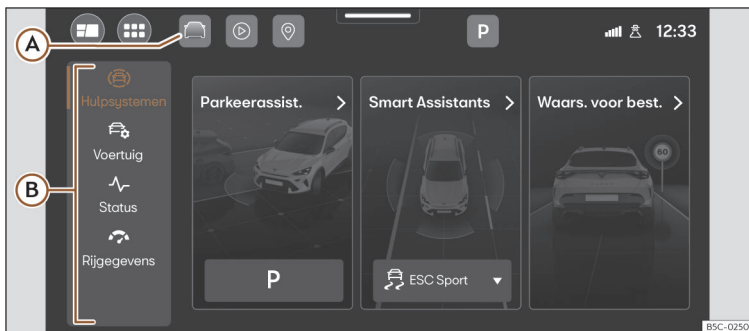 A
P
12:33
B
Hulpsystemen
Voertuig
Status
Rijgegevens
Parkeerassist.
P
Smart Assistants
ESC Sport
Waars. voor best.
60
B5C-0250